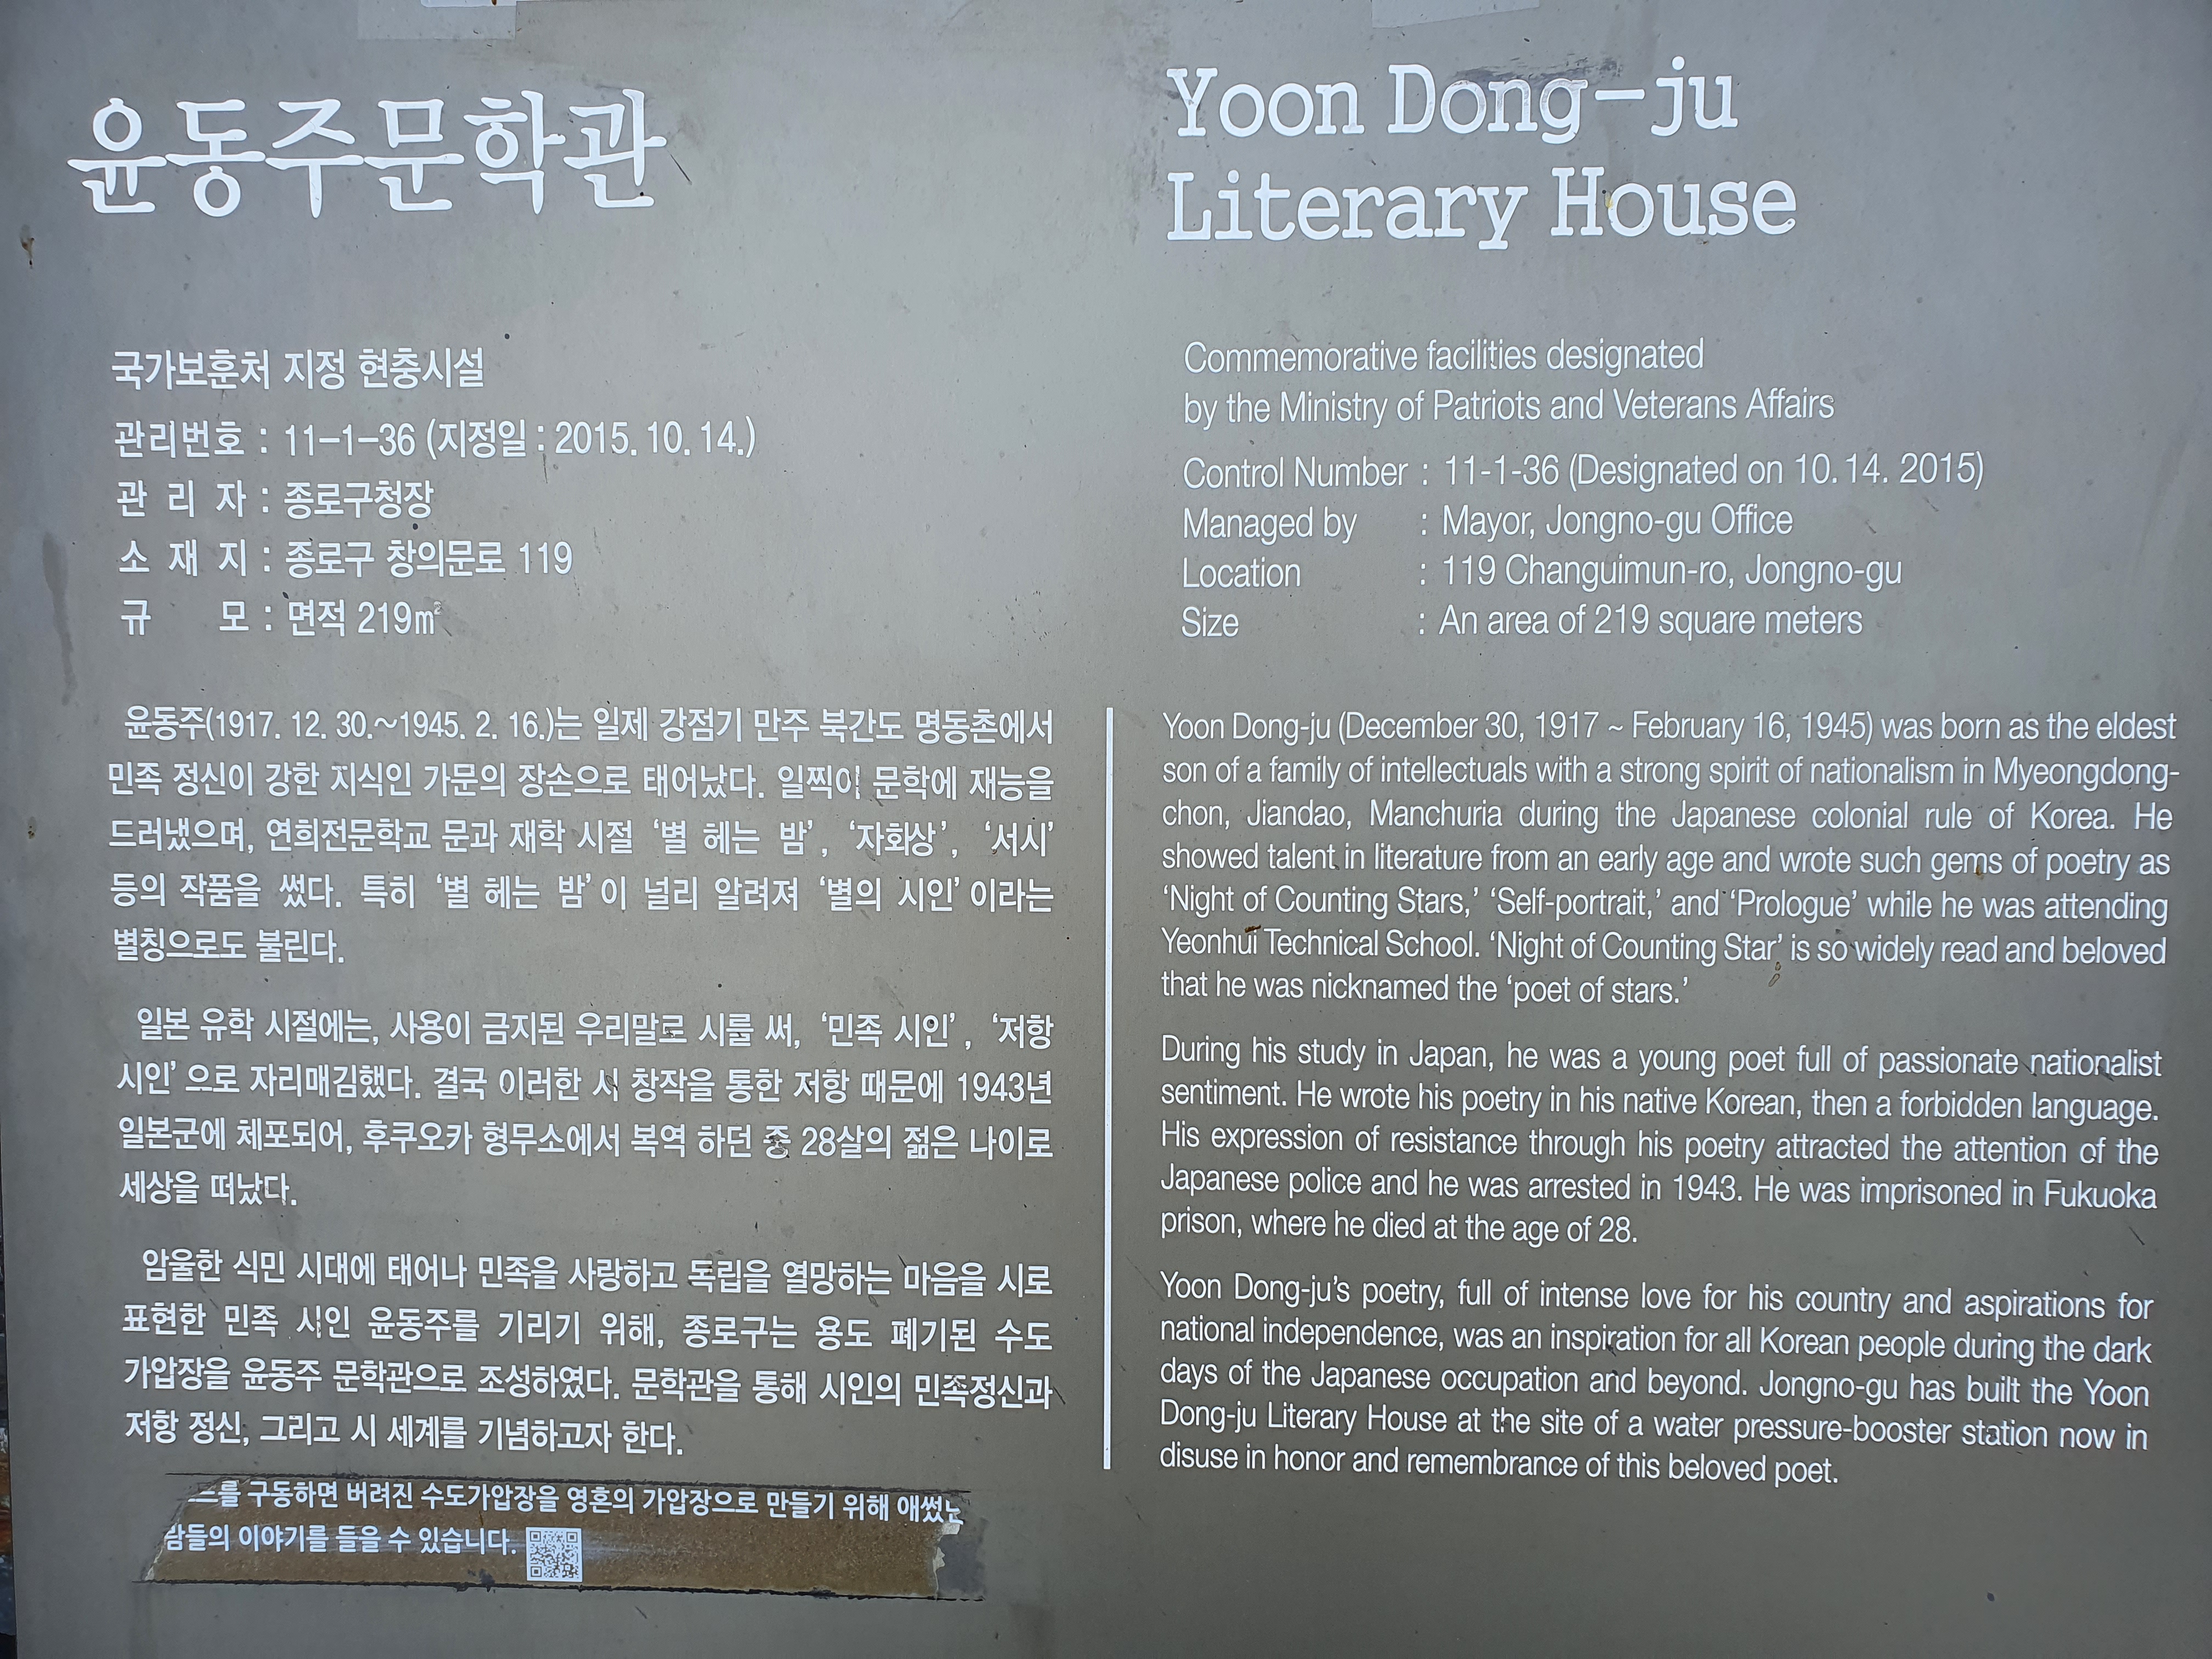 윤동주문학관
국가보훈처 지정 현충시설
관리번호 : 11-1-36 (지정일 : 2015. 10. 14.)
관 리 자 : 종로구청장
소 재 지 : 종로구 창의문로 119
규 모 : 면적 219㎡
윤동주(1917. 12. 30.~1945. 2. 16.)는 일제 강점기 만주 북간도 명동촌에서
민족 정신이 강한 지식인 가문의 장손으로 태어났다. 일찍이 문학에 재능을
드러냈으며, 연희전문학교 문과 재학 시절 ‘별 헤는 밤’, ‘자화상’, ‘서시’
등의 작품을 썼다. 특히 ‘별 헤는 밤’이 널리 알려져 ‘별의 시인’이라는
별칭으로도 불린다.
일본 유학 시절에는, 사용이 금지된 우리말로 시를 써, ‘민족 시인’, ‘저항
시인’으로 자리매김했다. 결국 이러한 시 창작을 통한 저항 때문에 1943년
일본군에 체포되어, 후쿠오카 형무소에서 복역 하던 중 28살의 젊은 나이로
세상을 떠났다.
암울한 식민 시대에 태어나 민족을 사랑하고 독립을 열망하는 마음을 시로
표현한 민족 시인 윤동주를 기리기 위해, 종로구는 용도 폐기된 수도
가압장을 윤동주 문학관으로 조성하였다. 문학관을 통해 시인의 민족정신과
저항 정신, 그리고 시 세계를 기념하고자 한다.
구동하면 버려진 수도가압장을 영혼의 가압장으로 만들기 위해
이야기를 들을 수 있습니다.
Yoon Dong-ju
Literary House
Commemorative facilities designated
by the Ministry of Patriots and Veterans Affairs
Control Number : 11-1-36 (Designated on 10. 14. 2015)
Managed by : Mayor, Jongno-gu Office
Location : 119 Changuimun-ro, Jongno-gu
Size : An area of 219 square meters
Yoon Dong-ju (December 30, 1917 ~ February 16, 1945) was born as the eldest
son of a family of intellectuals with a strong spirit of nationalism in Myeongdong-
chon, Jiandao, Manchuria during the Japanese colonial rule of Korea. He
showed talent in literature from an early age and wrote such gems of poetry as
‘Night of Counting Stars,’ ‘Self-portrait,’ and ‘Prologue’ while he was attending
Yeonhui Technical School. ‘Night of Counting Star’ is so widely read and beloved
that he was nicknamed the ‘poet of stars.’
During his study in Japan, he was a young poet full of passionate nationalist
sentiment. He wrote his poetry in his native Korean, then a forbidden language.
His expression of resistance through his poetry attracted the attention of the
Japanese police and he was arrested in 1943. He was imprisoned in Fukuoka
prison, where he died at the age of 28.
Yoon Dong-ju’s poetry, full of intense love for his country and aspirations for
national independence, was an inspiration for all Korean people during the dark
days of the Japanese occupation and beyond. Jongno-gu has built the Yoon
Dong-ju Literary House at the site of a water pressure-booster station now in
disuse in honor and remembrance of this beloved poet.